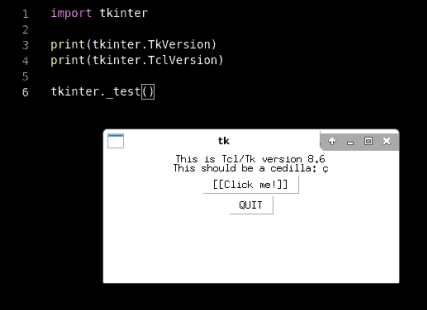 1 import tkinter
2
3 print(tkinter.TkVersion)
4 print(tkinter.TclVersion)
5
6 tkinter._test()
tk
This is Tcl/Tk version 8.6
This should be a cedilla: ç
[[Click me!]]
QUIT